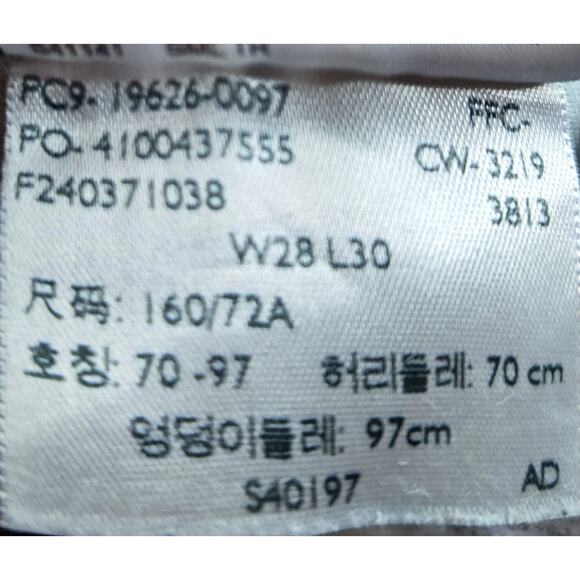 PC9- 19626-0097
FFC-
PO- 4100437555
CW- 3219
F240371038
3813
W28 L30
尺码: 160/72A
호칭: 70 -97 허리둘레: 70 cm
엉덩이둘레: 97cm
S40197
AD